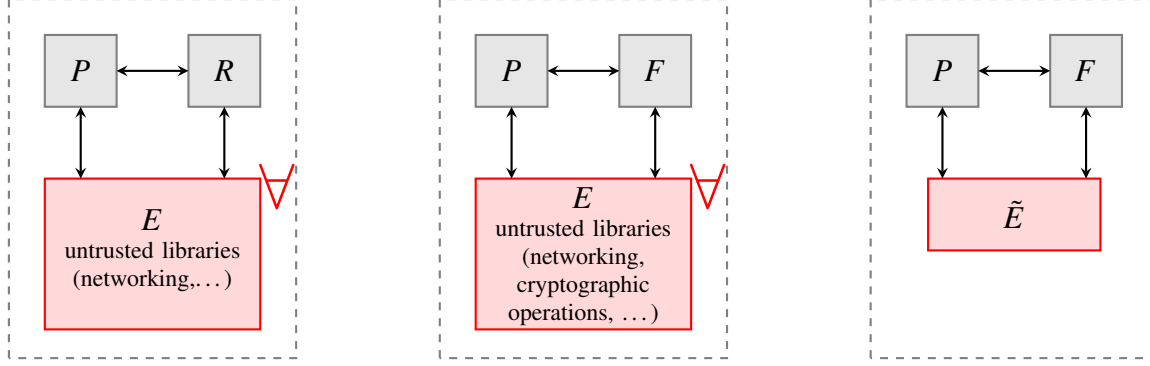 P R
∀
E
untrusted libraries
(networking,...)
P F
∀
E
untrusted libraries
(networking,
cryptographic
operations, ...)
P F
Ẽ